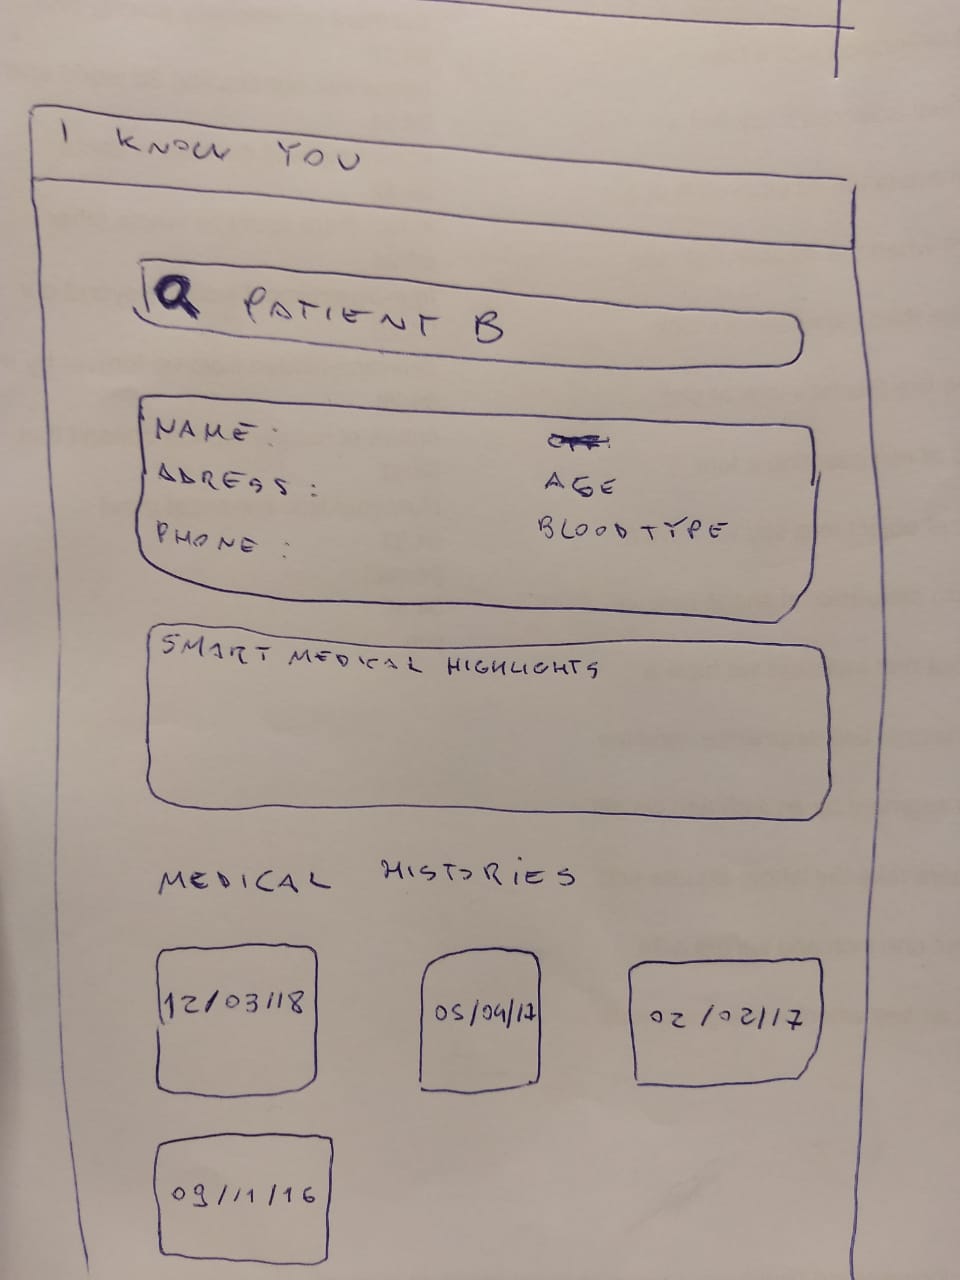 I KNOW YOU
PATIENT B
NAME:
ADRESS: AGE
PHONE: BLOOD TYPE
SMART MEDICAL HIGHLIGHTS
MEDICAL HISTORIES
12/03/18 05/04/17 02/02/17
09/11/16